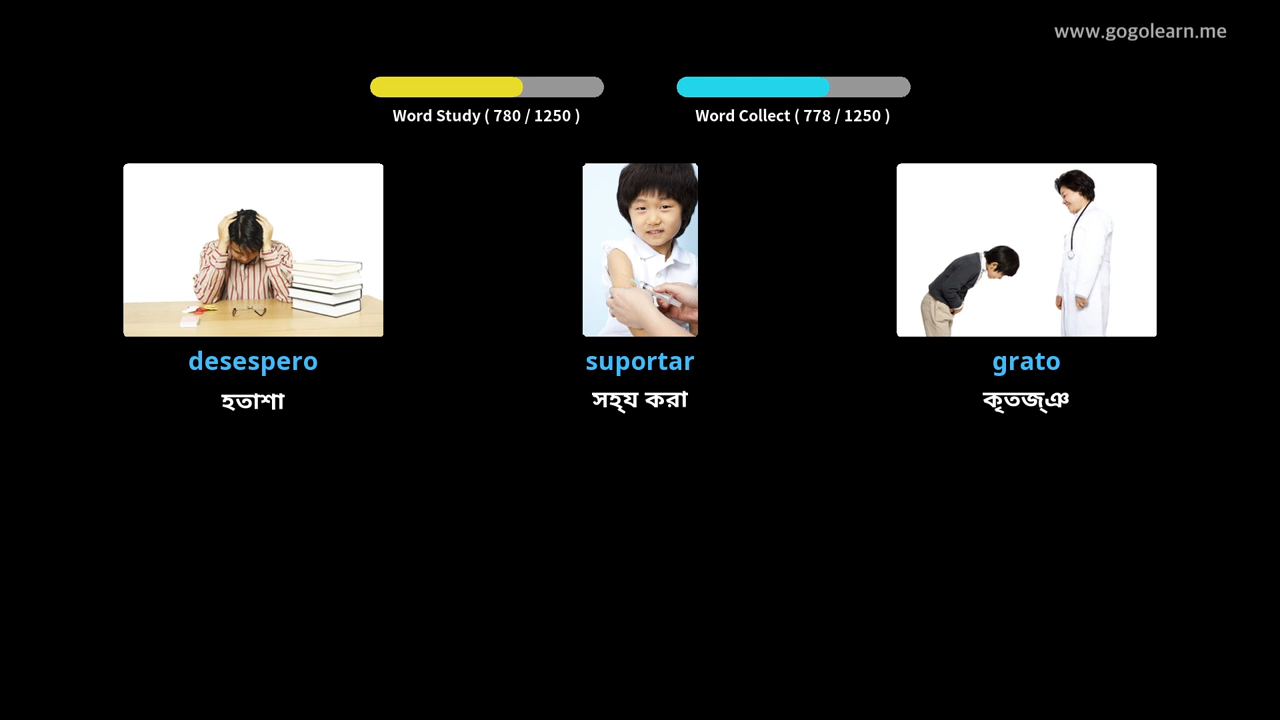 www.gogolearn.me
Word Study ( 780 / 1250 )
Word Collect ( 778 / 1250 )
desespero
suportar
grato
হতাশা
সহ্য করা
কৃতজ্ঞ